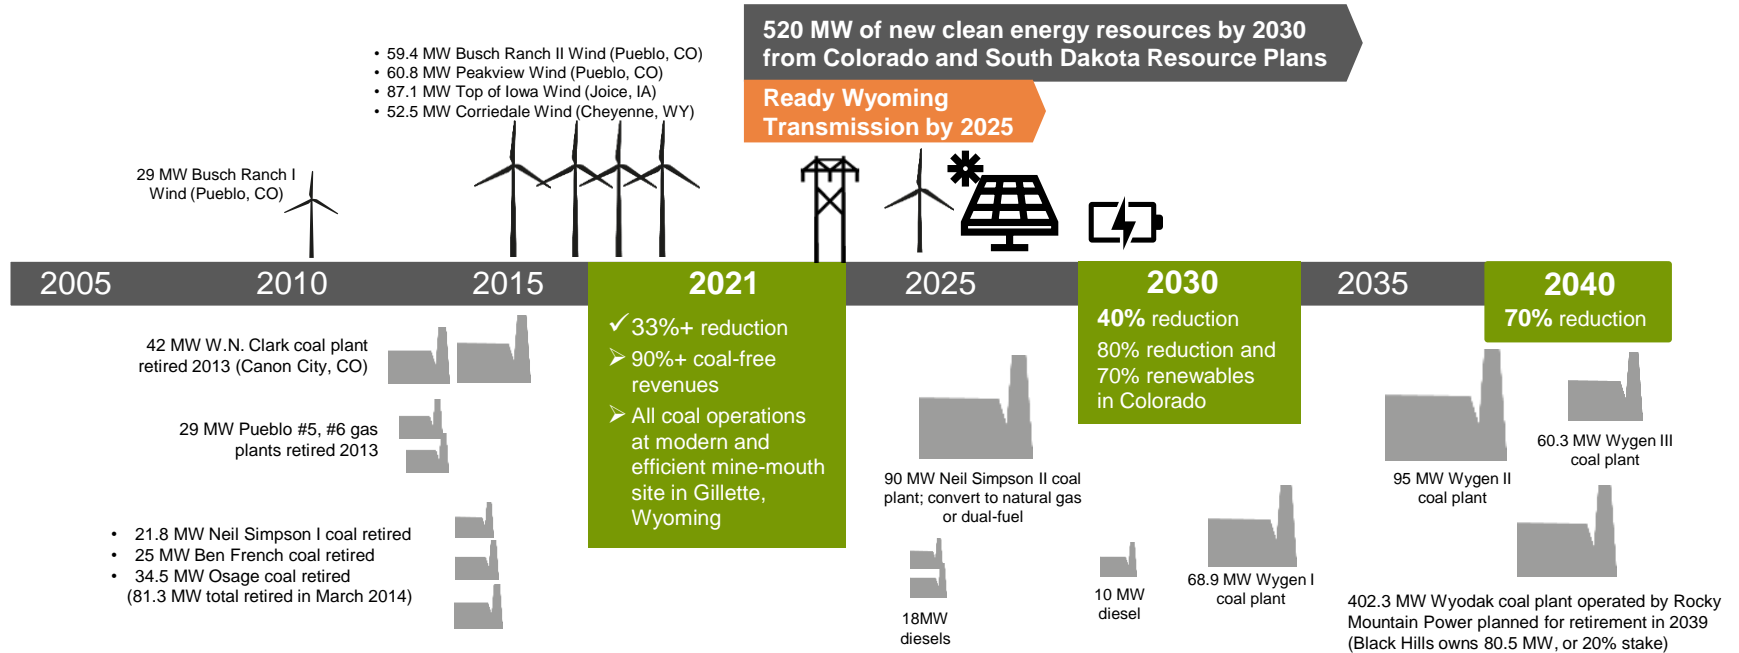 520 MW of new clean energy resources by 2030
from Colorado and South Dakota Resource Plans
Ready Wyoming
Transmission by 2025
• 59.4 MW Busch Ranch II Wind (Pueblo, CO)
• 60.8 MW Peakview Wind (Pueblo, CO)
• 87.1 MW Top of Iowa Wind (Joice, IA)
• 52.5 MW Corriedale Wind (Cheyenne, WY)
29 MW Busch Ranch I
Wind (Pueblo, CO)
2005
2010
2015
2021
2025
2030
2035
2040
✓ 33%+ reduction
➢ 90%+ coal-free
revenues
➢ All coal operations
at modern and
efficient mine-mouth
site in Gillette,
Wyoming
40% reduction
80% reduction and
70% renewables
in Colorado
70% reduction
42 MW W.N. Clark coal plant
retired 2013 (Canon City, CO)
29 MW Pueblo #5, #6 gas
plants retired 2013
• 21.8 MW Neil Simpson I coal retired
• 25 MW Ben French coal retired
• 34.5 MW Osage coal retired
(81.3 MW total retired in March 2014)
90 MW Neil Simpson II coal
plant; convert to natural gas
or dual-fuel
18MW
diesels
10 MW
diesel
68.9 MW Wygen I
coal plant
95 MW Wygen II
coal plant
60.3 MW Wygen III
coal plant
402.3 MW Wyodak coal plant operated by Rocky
Mountain Power planned for retirement in 2039
(Black Hills owns 80.5 MW, or 20% stake)